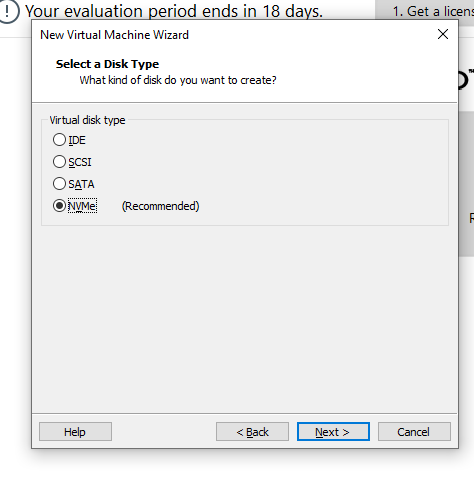 Your evaluation period ends in 18 days.
1. Get a licens
New Virtual Machine Wizard
Select a Disk Type
What kind of disk do you want to create?
Virtual disk type
IDE
SCSI
SATA
NVMe (Recommended)
Help
< Back
Next >
Cancel